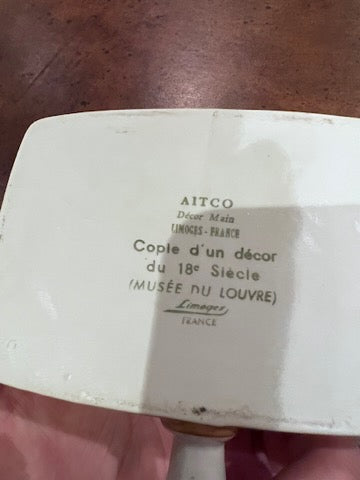 AITCO
Décor Main
LIMOGES - FRANCE
Copie d'un décor
du 18e Siècle
(MUSÉE DU LOUVRE)
Limoges
FRANCE